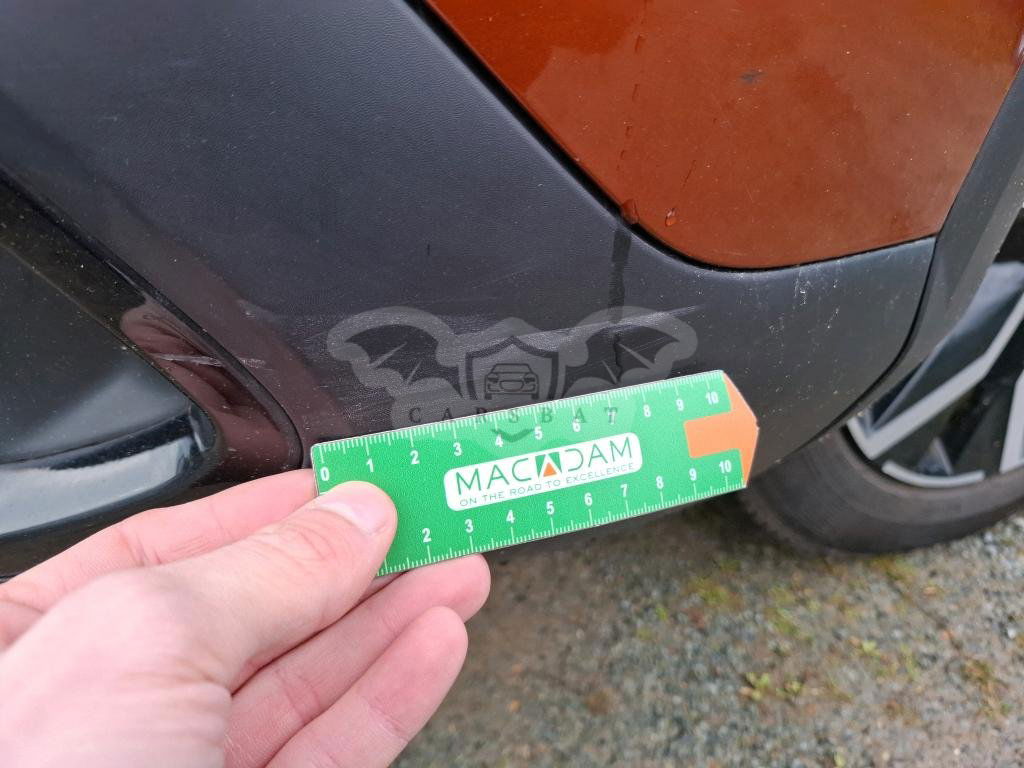 CARSBAT
0 1 2 3 4 5 6 7 8 9 10
MACADAM
ON THE ROAD TO EXCELLENCE
2 3 4 5 6 7 8 9 10